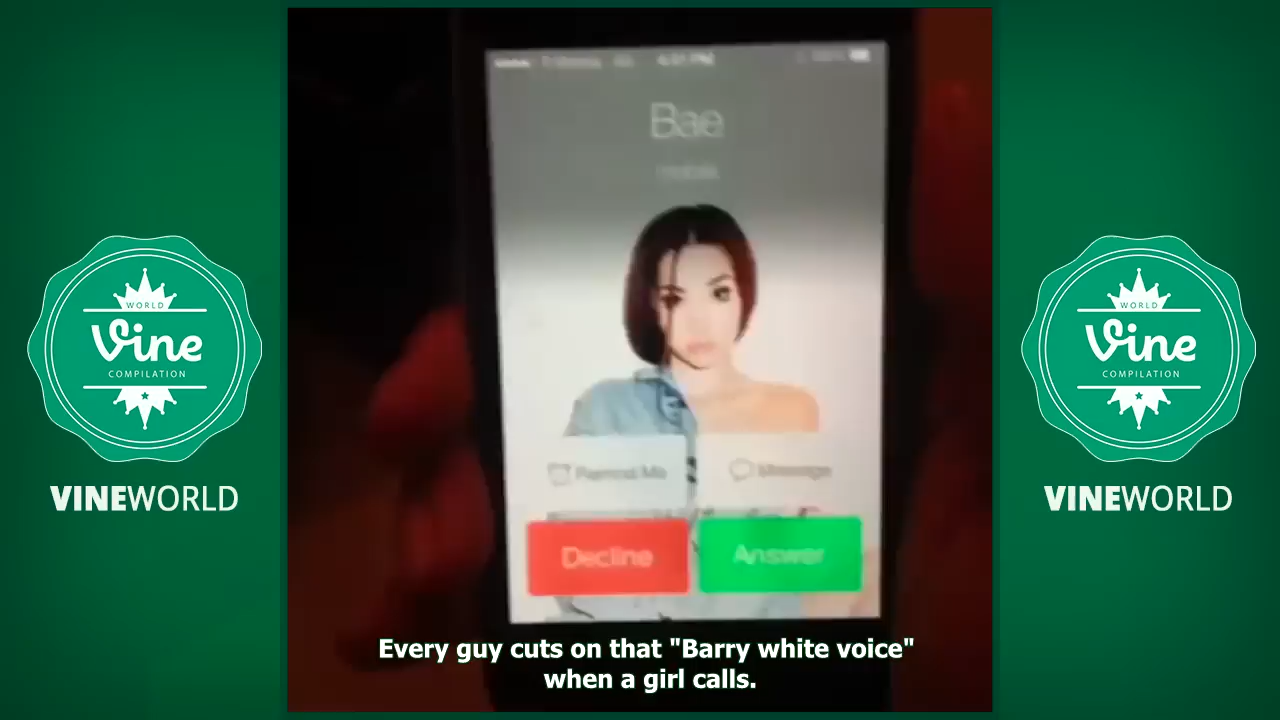 Bae
Remind Me
Message
Decline
Answer
WORLD
Vine
COMPILATION
VINEWORLD
WORLD
Vine
COMPILATION
VINEWORLD
Every guy cuts on that "Barry white voice"
when a girl calls.